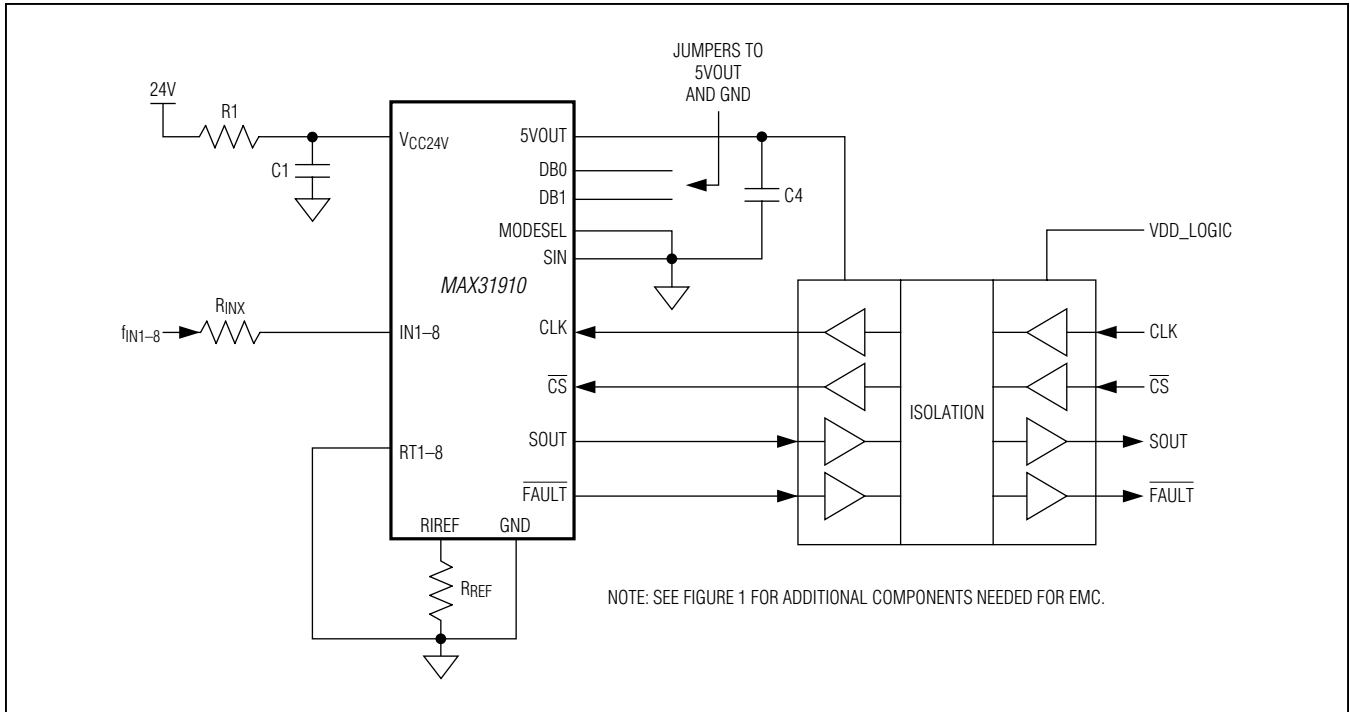 JUMPERS TO
5VOUT
AND GND
24V
R1
VCC24V
C1
5VOUT
DB0
DB1
C4
MODESEL
SIN
VDD_LOGIC
MAX31910
RINX
fIN1–8
IN1–8
CLK
CLK
CS
CS
ISOLATION
SOUT
SOUT
RT1–8
FAULT
FAULT
RIREF
GND
RREF
NOTE: SEE FIGURE 1 FOR ADDITIONAL COMPONENTS NEEDED FOR EMC.